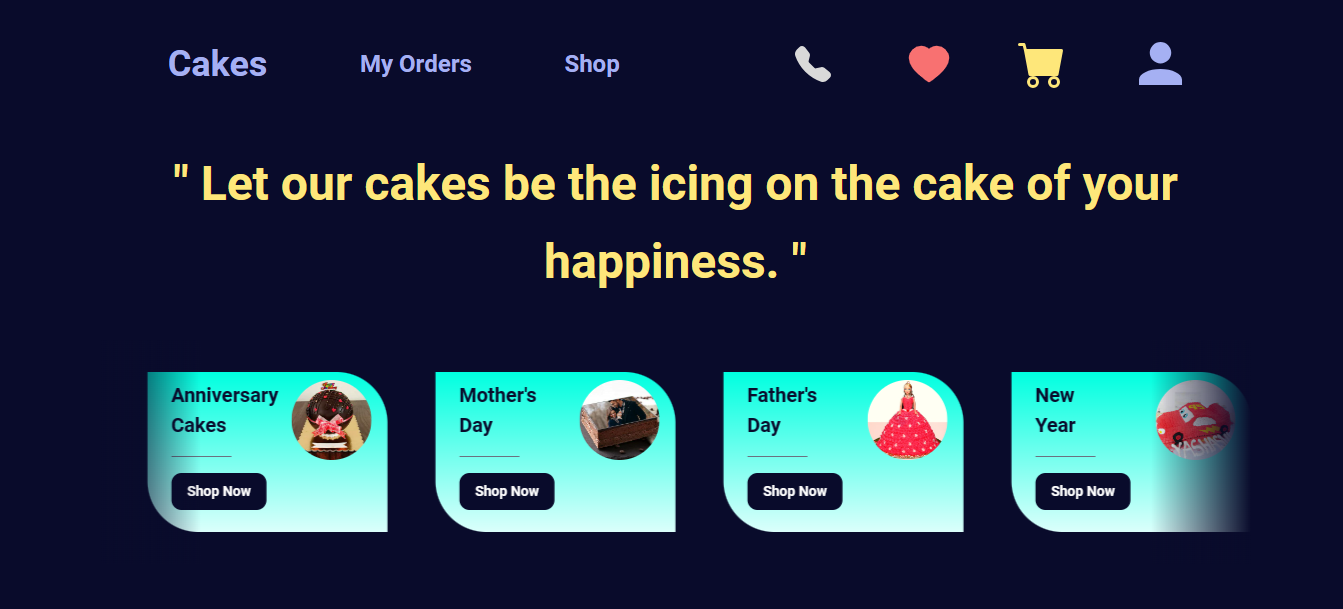 Cakes My Orders Shop
" Let our cakes be the icing on the cake of your
happiness. "
Anniversary
Cakes
Shop Now
Mother's
Day
Shop Now
Father's
Day
Shop Now
New
Year
Shop Now